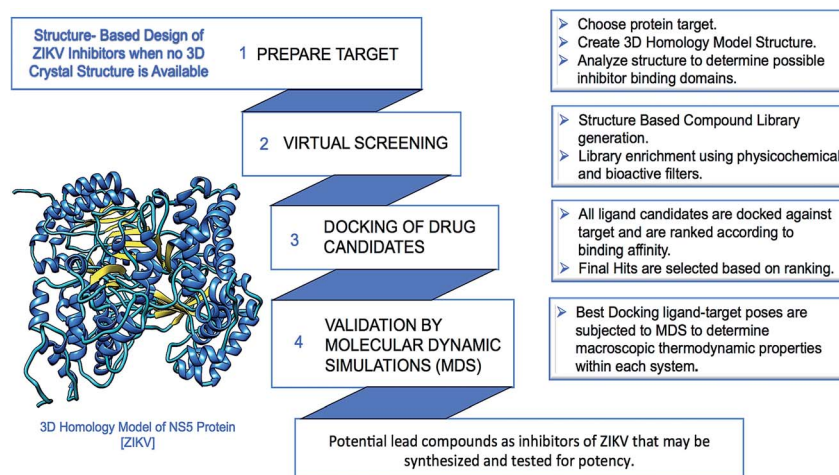 Structure- Based Design of
ZIKV Inhibitors when no 3D
Crystal Structure is Available
1 PREPARE TARGET
➢ Choose protein target.
➢ Create 3D Homology Model Structure.
➢ Analyze structure to determine possible
inhibitor binding domains.
2 VIRTUAL SCREENING
➢ Structure Based Compound Library
generation.
➢ Library enrichment using physicochemical
and bioactive filters.
3 DOCKING OF DRUG
CANDIDATES
➢ All ligand candidates are docked against
target and are ranked according to
binding affinity.
➢ Final Hits are selected based on ranking.
4 VALIDATION BY
MOLECULAR DYNAMIC
SIMULATIONS (MDS)
➢ Best Docking ligand-target poses are
subjected to MDS to determine
macroscopic thermodynamic properties
within each system.
3D Homology Model of NS5 Protein
[ZIKV]
Potential lead compounds as inhibitors of ZIKV that may be
synthesized and tested for potency.